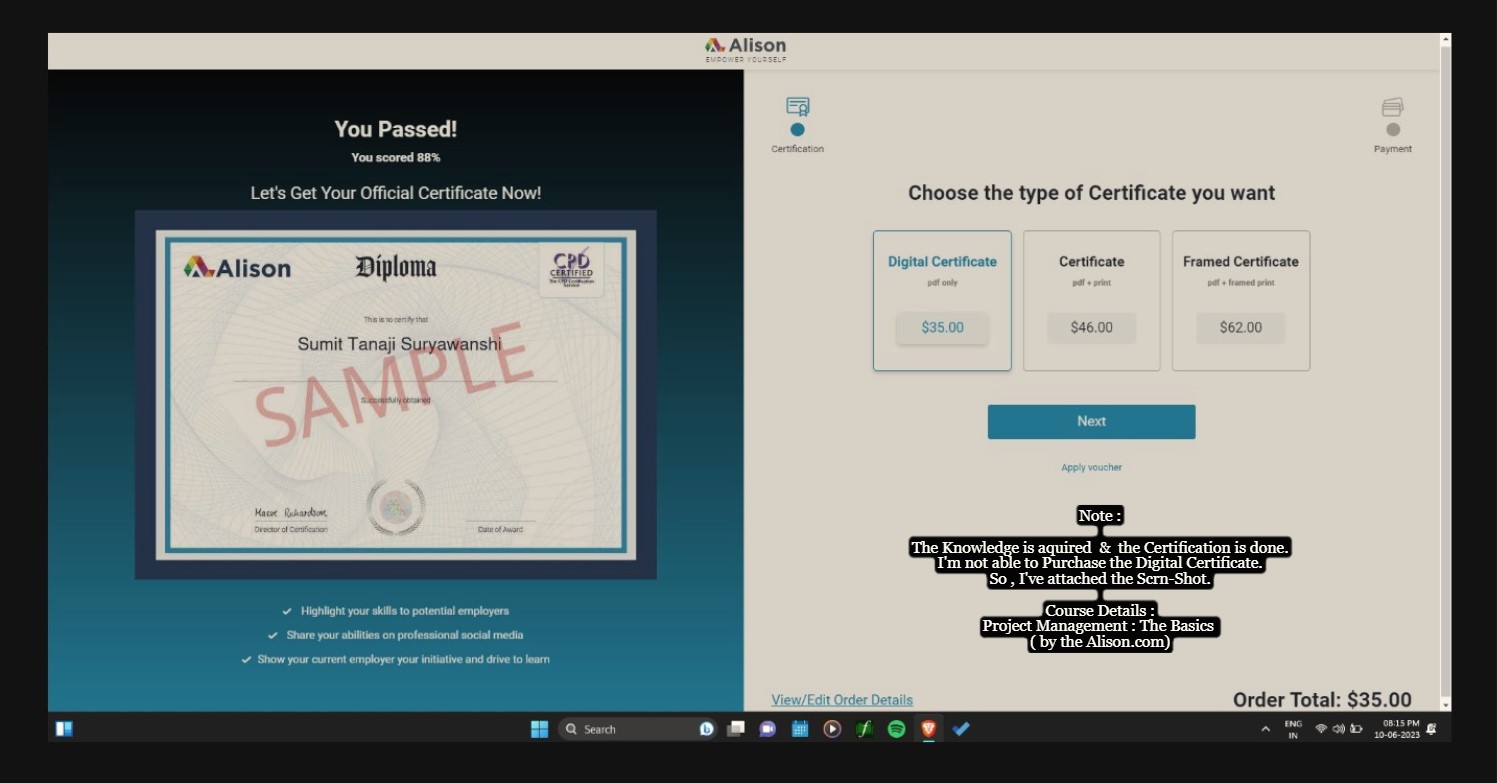 Alison
EMPOWER YOURSELF
You Passed!
You scored 88%
Let's Get Your Official Certificate Now!
Alison
Diploma
CPD
CERTIFIED
The CPD Certification
Service
This is to certify that
Sumit Tanaji Suryawanshi
SAMPLE
Successfully obtained
Director of Certification
Date of Award
Highlight your skills to potential employers
Share your abilities on professional social media
Show your current employer your initiative and drive to learn
Certification
Payment
Choose the type of Certificate you want
Digital Certificate
pdf only
$35.00
Certificate
pdf + print
$46.00
Framed Certificate
pdf + framed print
$62.00
Next
Apply voucher
Note :
The Knowledge is aquired & the Certification is done.
I'm not able to Purchase the Digital Certificate.
So , I've attached the Scrn-Shot.
Course Details :
Project Management : The Basics
( by the Alison.com)
View/Edit Order Details
Order Total: $35.00
Search
ENG
IN
08:15 PM
10-06-2023